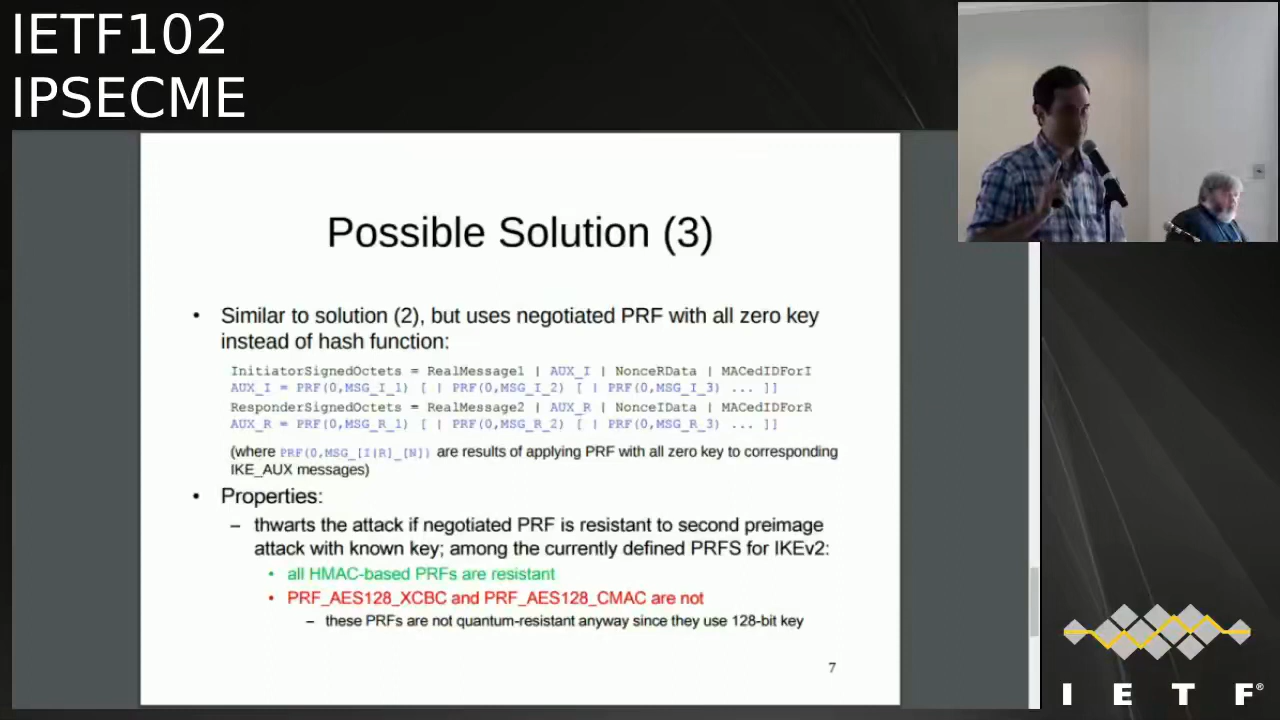 IETF102
IPSECME
Possible Solution (3)
• Similar to solution (2), but uses negotiated PRF with all zero key
instead of hash function:
InitiatorSignedOctets = RealMessage1 | AUX_I | NonceRData | MACedIDForI
AUX_I = PRF(0,MSG_I_1) [ | PRF(0,MSG_I_2) [ | PRF(0,MSG_I_3) ... ]]
ResponderSignedOctets = RealMessage2 | AUX_R | NonceIData | MACedIDForR
AUX_R = PRF(0,MSG_R_1) [ | PRF(0,MSG_R_2) [ | PRF(0,MSG_R_3) ... ]]
(where PRF(0,MSG_[I|R]_[N]) are results of applying PRF with all zero key to corresponding
IKE_AUX messages)
• Properties:
– thwarts the attack if negotiated PRF is resistant to second preimage
attack with known key; among the currently defined PRFS for IKEv2:
• all HMAC-based PRFs are resistant
• PRF_AES128_XCBC and PRF_AES128_CMAC are not
– these PRFs are not quantum-resistant anyway since they use 128-bit key
7
I E T F®